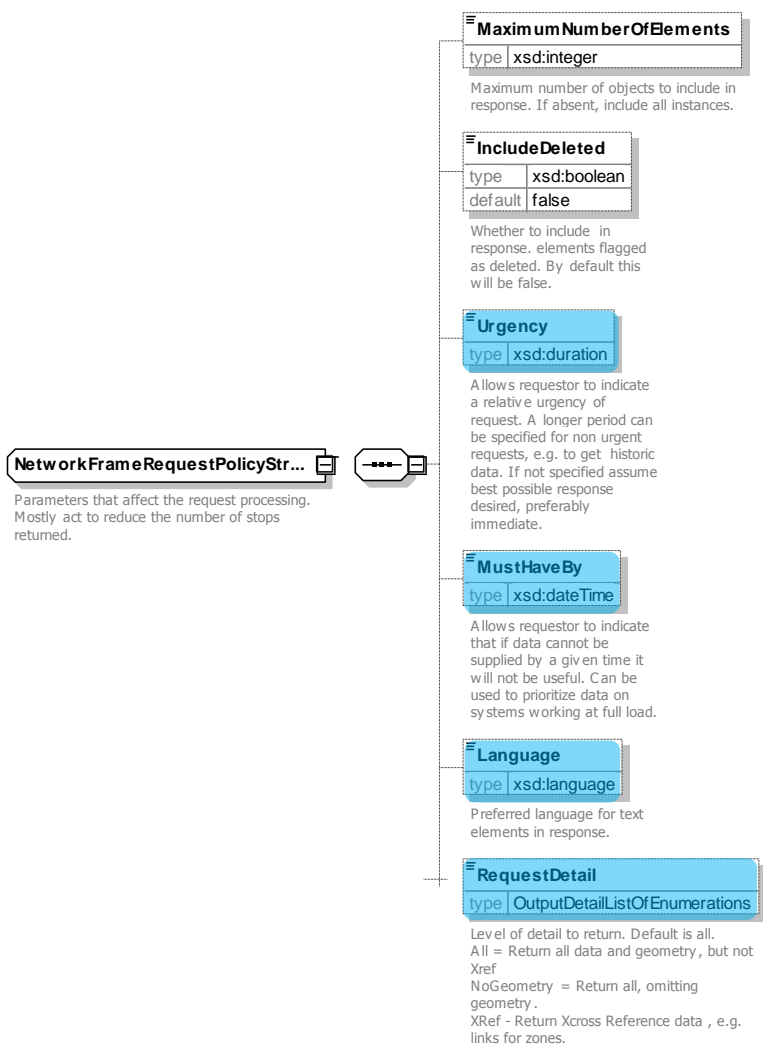 MaximumNumberOfElements
type xsd:integer
Maximum number of objects to include in
response. If absent, include all instances.
IncludeDeleted
type xsd:boolean
default false
Whether to include in
response. elements flagged
as deleted. By default this
will be false.
Urgency
type xsd:duration
Allows requestor to indicate
a relative urgency of
request. A longer period can
be specified for non urgent
requests, e.g. to get historic
data. If not specified assume
best possible response
desired, preferably
immediate.
NetworkFrameRequestPolicyStr...
Parameters that affect the request processing.
Mostly act to reduce the number of stops
returned.
MustHaveBy
type xsd:dateTime
Allows requestor to indicate
that if data cannot be
supplied by a given time it
will not be useful. Can be
used to prioritize data on
systems working at full load.
Language
type xsd:language
Preferred language for text
elements in response.
RequestDetail
type OutputDetailListOfEnumerations
Level of detail to return. Default is all.
All = Return all data and geometry, but not
Xref
NoGeometry = Return all, omitting
geometry.
XRef - Return Xcross Reference data , e.g.
links for zones.